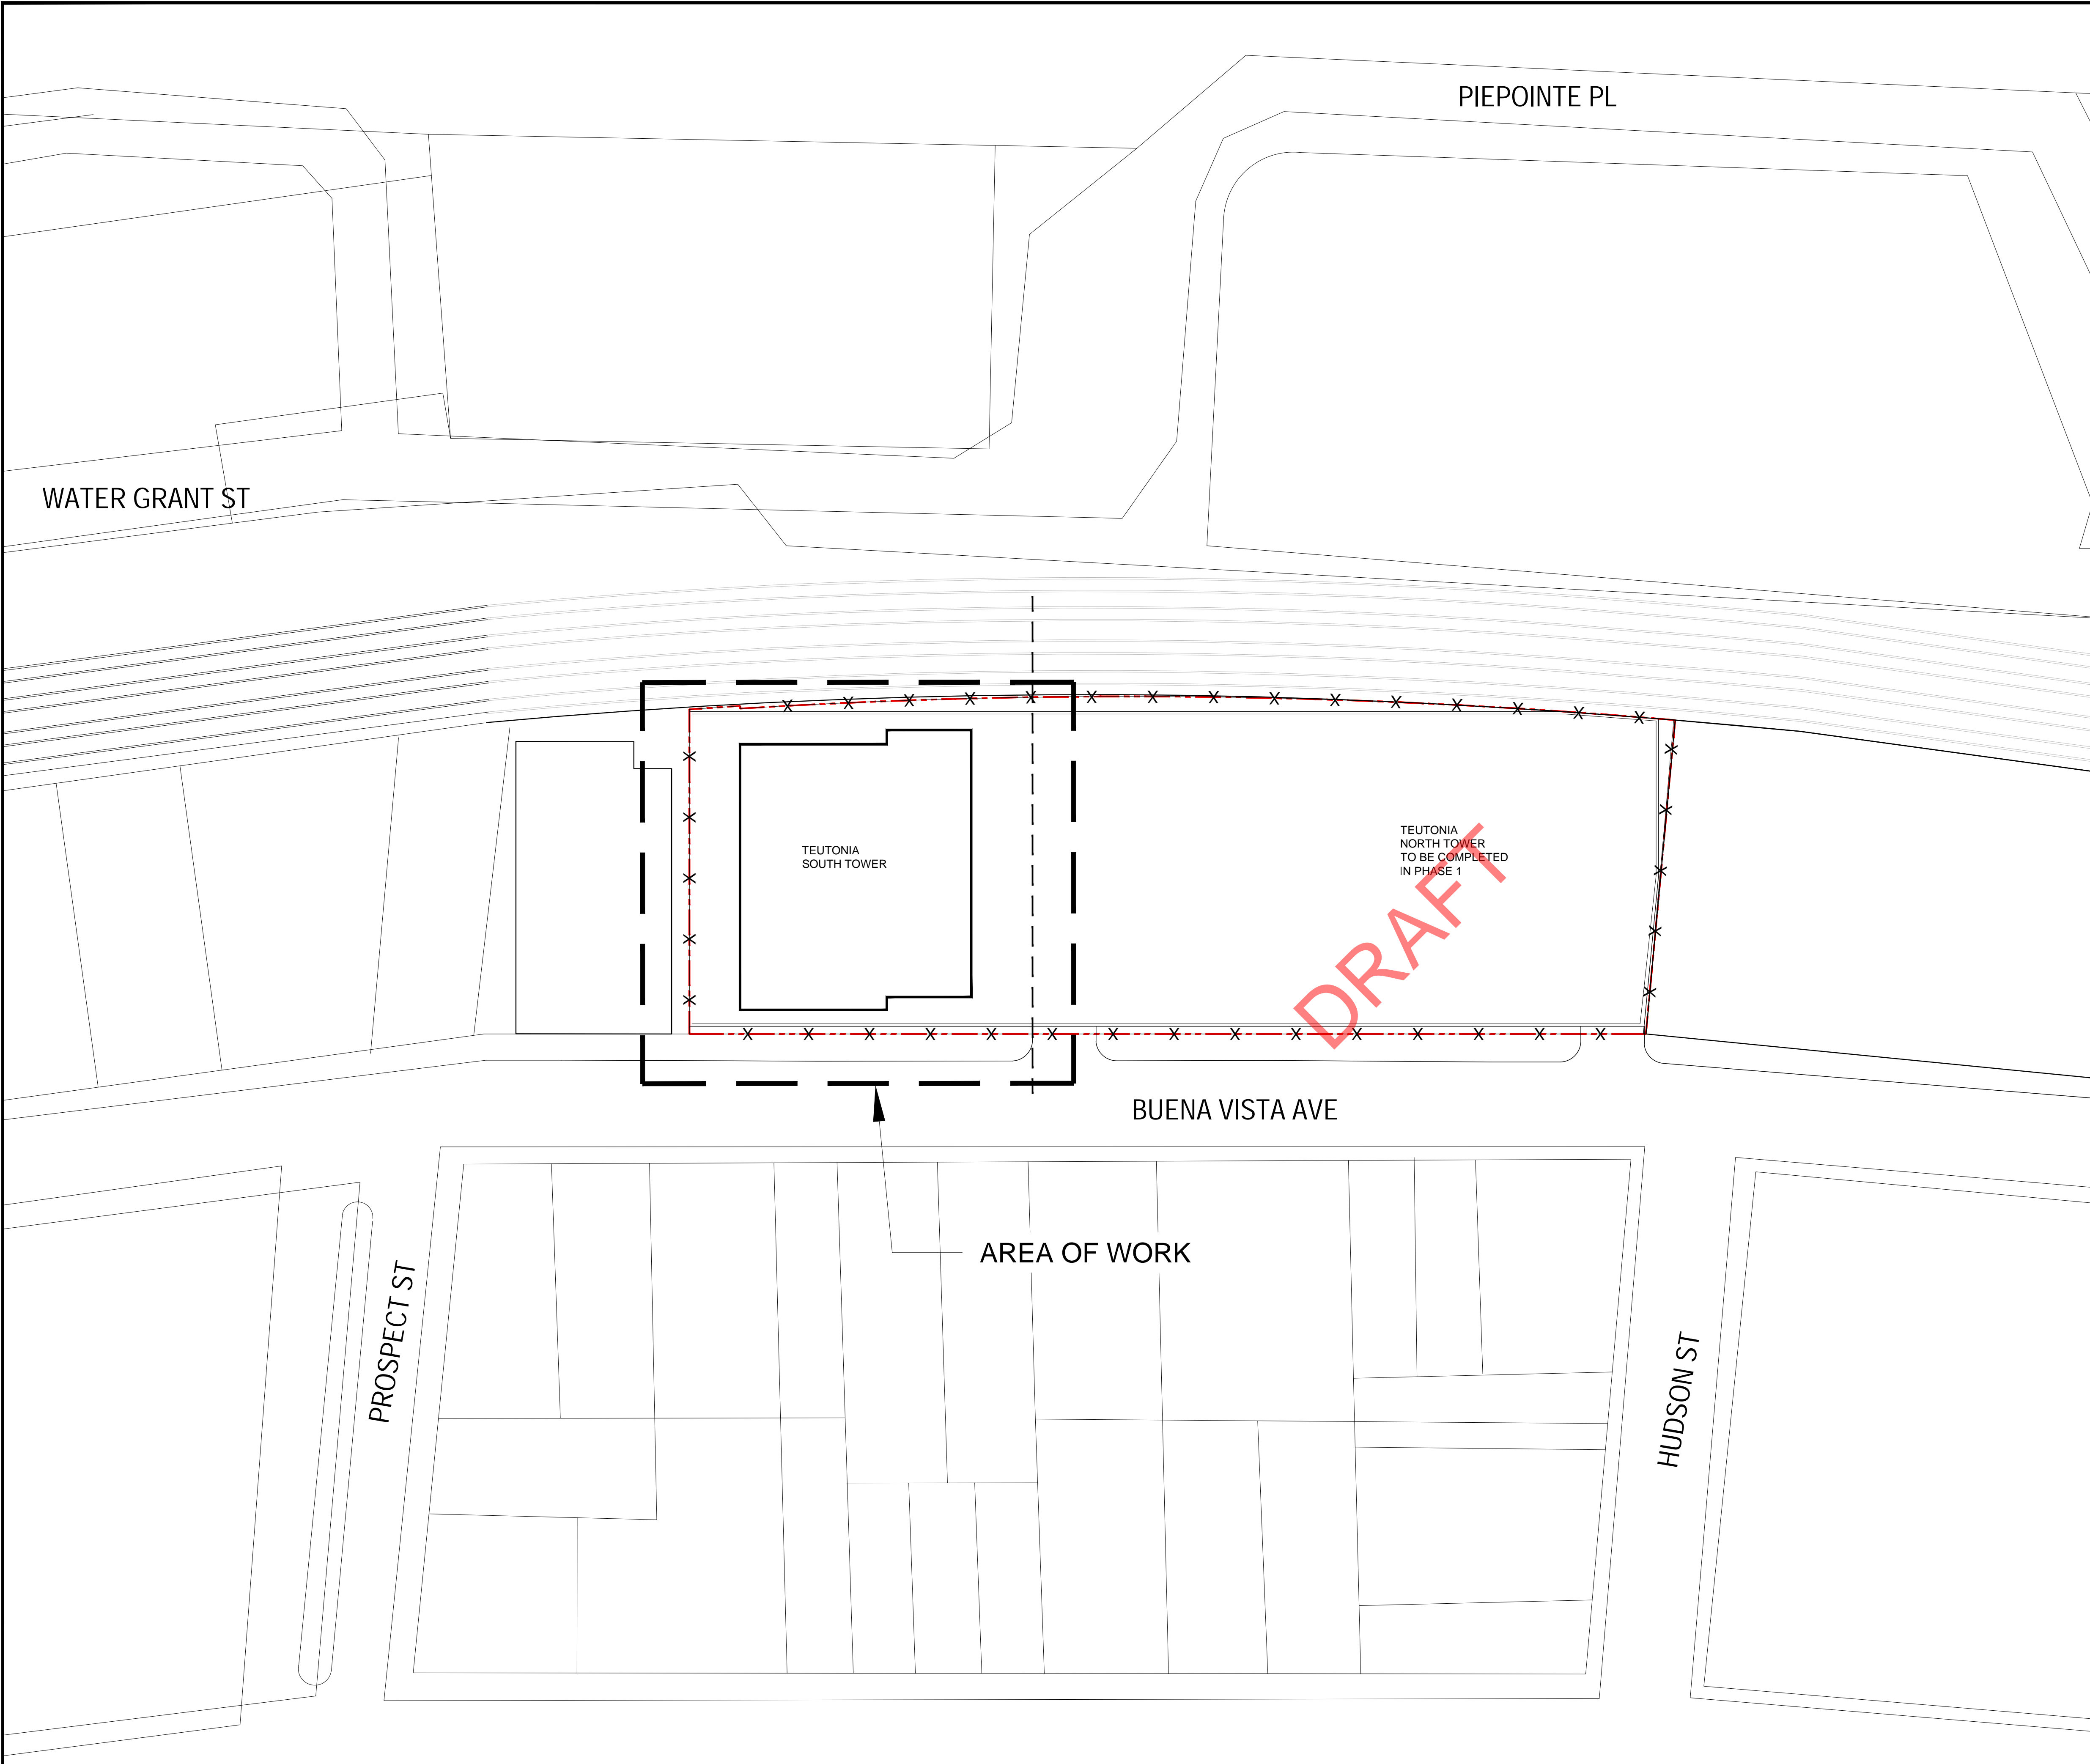 PIEPOINTE PL
WATER GRANT ST
TEUTONIA
SOUTH TOWER
TEUTONIA
NORTH TOWER
TO BE COMPLETED
IN PHASE 1
DRAFT
BUENA VISTA AVE
AREA OF WORK
PROSPECT ST
HUDSON ST